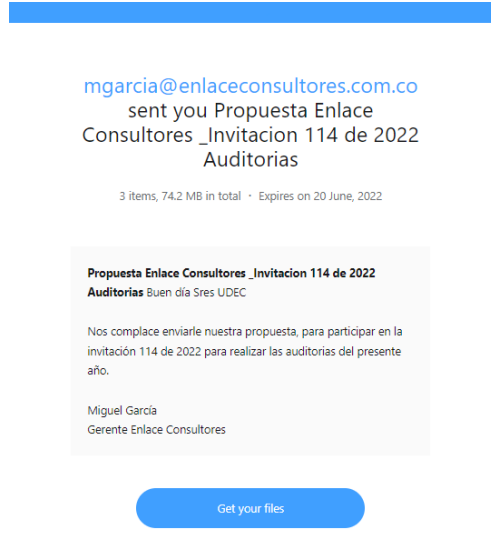 mgarcia@enlaceconsultores.com.co
sent you Propuesta Enlace
Consultores _Invitacion 114 de 2022
Auditorias
3 items, 74.2 MB in total ・ Expires on 20 June, 2022
Propuesta Enlace Consultores _Invitacion 114 de 2022
Auditorias Buen día Sres UDEC
Nos complace enviarle nuestra propuesta, para participar en la
invitación 114 de 2022 para realizar las auditorias del presente
año.
Miguel García
Gerente Enlace Consultores
Get your files